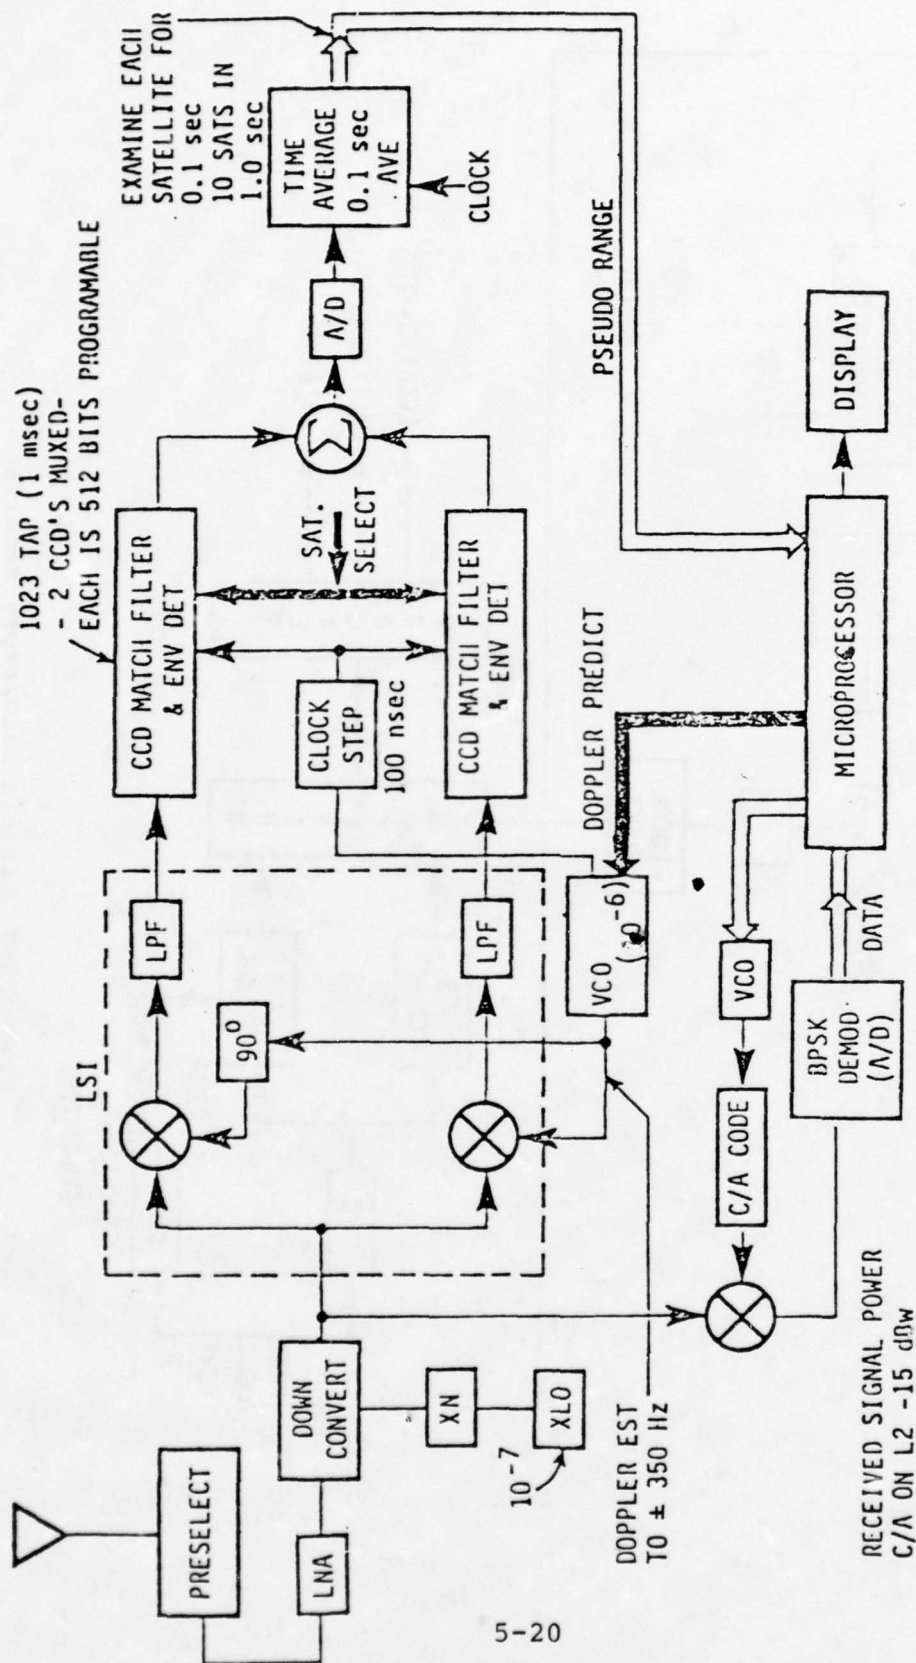 1023 TAP (1 msec)
- 2 CCD'S MUXED-
EACH IS 512 BITS PROGRAMABLE
EXAMINE EACH
SATELLITE FOR
0.1 sec
10 SATS IN
1.0 sec
PRESELECT
LNA
DOWN
CONVERT
XN
XLO
10-7
LSI
90O
LPF
LPF
CCD MATCH FILTER
& ENV DET
CLOCK
STEP
100 nsec
SAT.
SELECT
CCD MATCH FILTER
& ENV DET
Σ
A/D
TIME
AVERAGE
0.1 sec
AVE
CLOCK
PSEUDO RANGE
DOPPLER PREDICT
VCO
(10-6)
DOPPLER EST
TO ± 350 Hz
VCO
C/A CODE
BPSK
DEMOD
(A/D)
DATA
MICROPROCESSOR
DISPLAY
RECEIVED SIGNAL POWER
C/A ON L2 -15 dBw
5-20